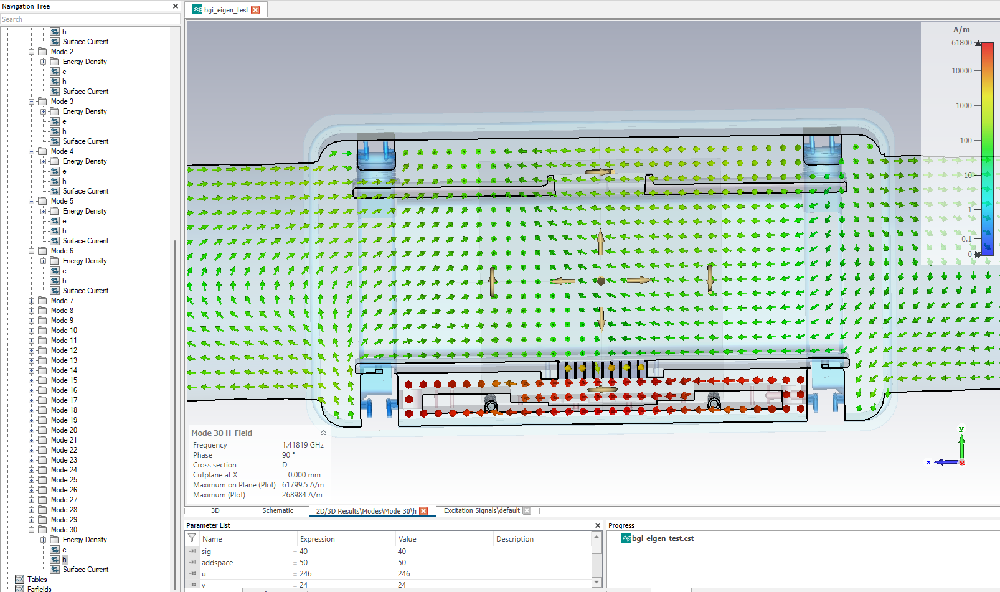 Navigation Tree
Search
h
Surface Current
Mode 2
Energy Density
e
h
Surface Current
Mode 3
Energy Density
e
h
Surface Current
Mode 4
Energy Density
e
h
Surface Current
Mode 5
Energy Density
e
h
Surface Current
Mode 6
Energy Density
e
h
Surface Current
Mode 7
Mode 8
Mode 9
Mode 10
Mode 11
Mode 12
Mode 13
Mode 14
Mode 15
Mode 16
Mode 17
Mode 18
Mode 19
Mode 20
Mode 21
Mode 22
Mode 23
Mode 24
Mode 25
Mode 26
Mode 27
Mode 28
Mode 29
Mode 30
Energy Density
e
h
Surface Current
Tables
Farfields
bgi_eigen_test
A/m
61800
10000
1000
100
10
1
0.1
0
y
z
x
Mode 30 H-Field
Frequency 1.41819 GHz
Phase 90 °
Cross section D
Cutplane at X 0.000 mm
Maximum on Plane (Plot) 61799.5 A/m
Maximum (Plot) 268984 A/m
3D Schematic 2D/3D Results\Modes\Mode 30\h Excitation Signals\default
Parameter List
Name Expression Value Description
sig = 40 40
addspace = 50 50
u = 246 246
v = 24 24
Progress
bgi_eigen_test.cst